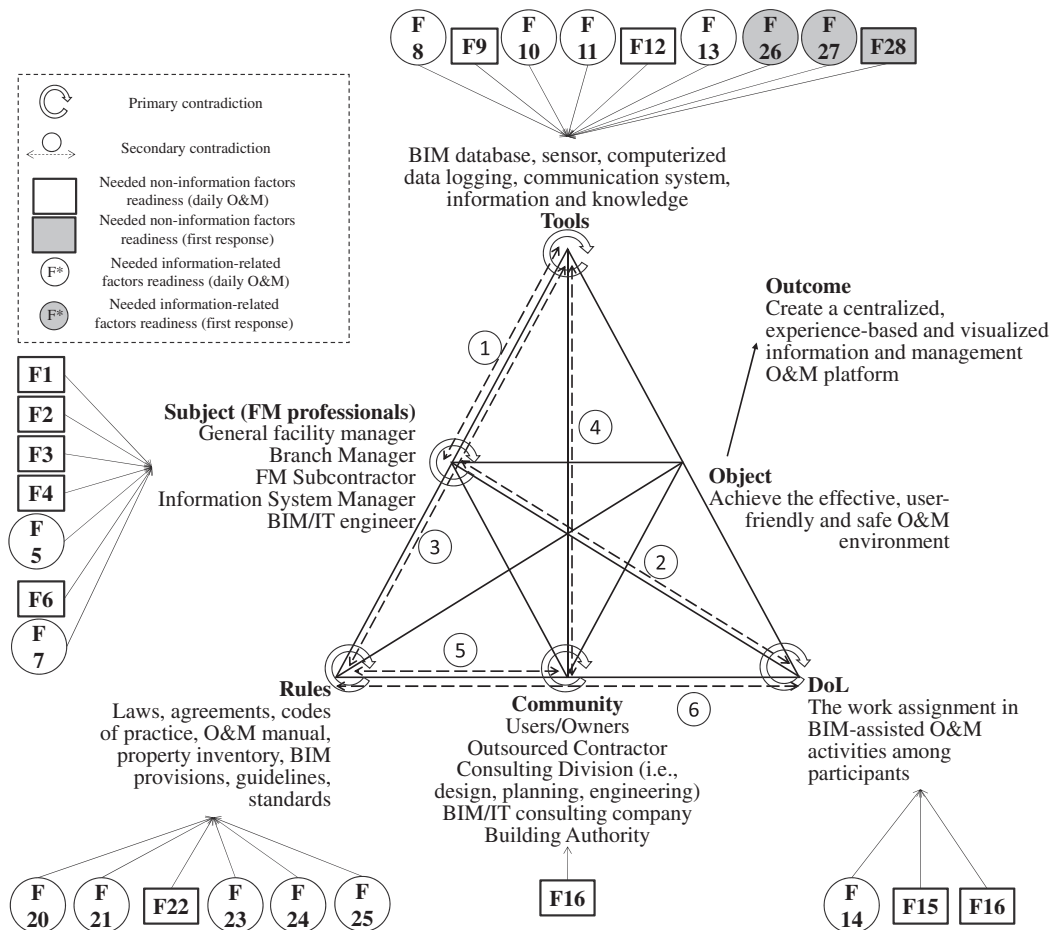 F
8
F9
F
10
F
11
F12
F
13
F
26
F
27
F28
Primary contradiction
Secondary contradiction
Needed non-information factors
readiness (daily O&M)
Needed non-information factors
readiness (first response)
F*
Needed information-related
factors readiness (daily O&M)
F*
Needed information-related
factors readiness (first response)
BIM database, sensor, computerized
data logging, communication system,
information and knowledge
Tools
Outcome
Create a centralized,
experience-based and visualized
information and management
O&M platform
1
4
F1
F2
F3
F4
F
5
F6
F
7
Subject (FM professionals)
General facility manager
Branch Manager
FM Subcontractor
Information System Manager
BIM/IT engineer
Object
Achieve the effective, user-
friendly and safe O&M
environment
3
2
5
6
Rules
Laws, agreements, codes
of practice, O&M manual,
property inventory, BIM
provisions, guidelines,
standards
Community
Users/Owners
Outsourced Contractor
Consulting Division (i.e.,
design, planning, engineering)
BIM/IT consulting company
Building Authority
DoL
The work assignment in
BIM-assisted O&M
activities among
participants
F
20
F
21
F22
F
23
F
24
F
25
F16
F
14
F15
F16